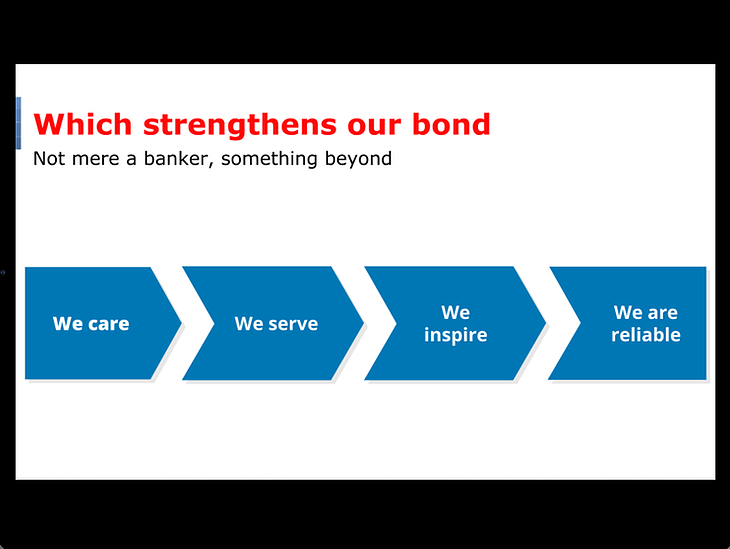 Which strengthens our bond
Not mere a banker, something beyond
We care
We serve
We
inspire
We are
reliable